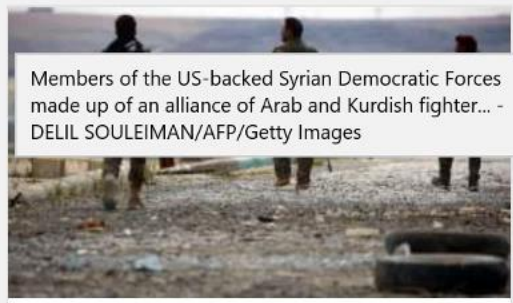 Members of the US-backed Syrian Democratic Forces
made up of an alliance of Arab and Kurdish fighter... -
DELIL SOULEIMAN/AFP/Getty Images